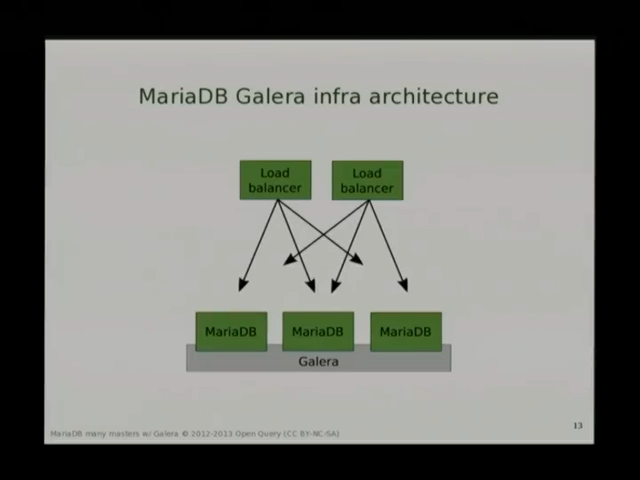 MariaDB Galera infra architecture
Load balancer
Load balancer
MariaDB
MariaDB
MariaDB
Galera
13
MariaDB many masters w/ Galera © 2012-2013 Open Query (CC BY-NC-SA)